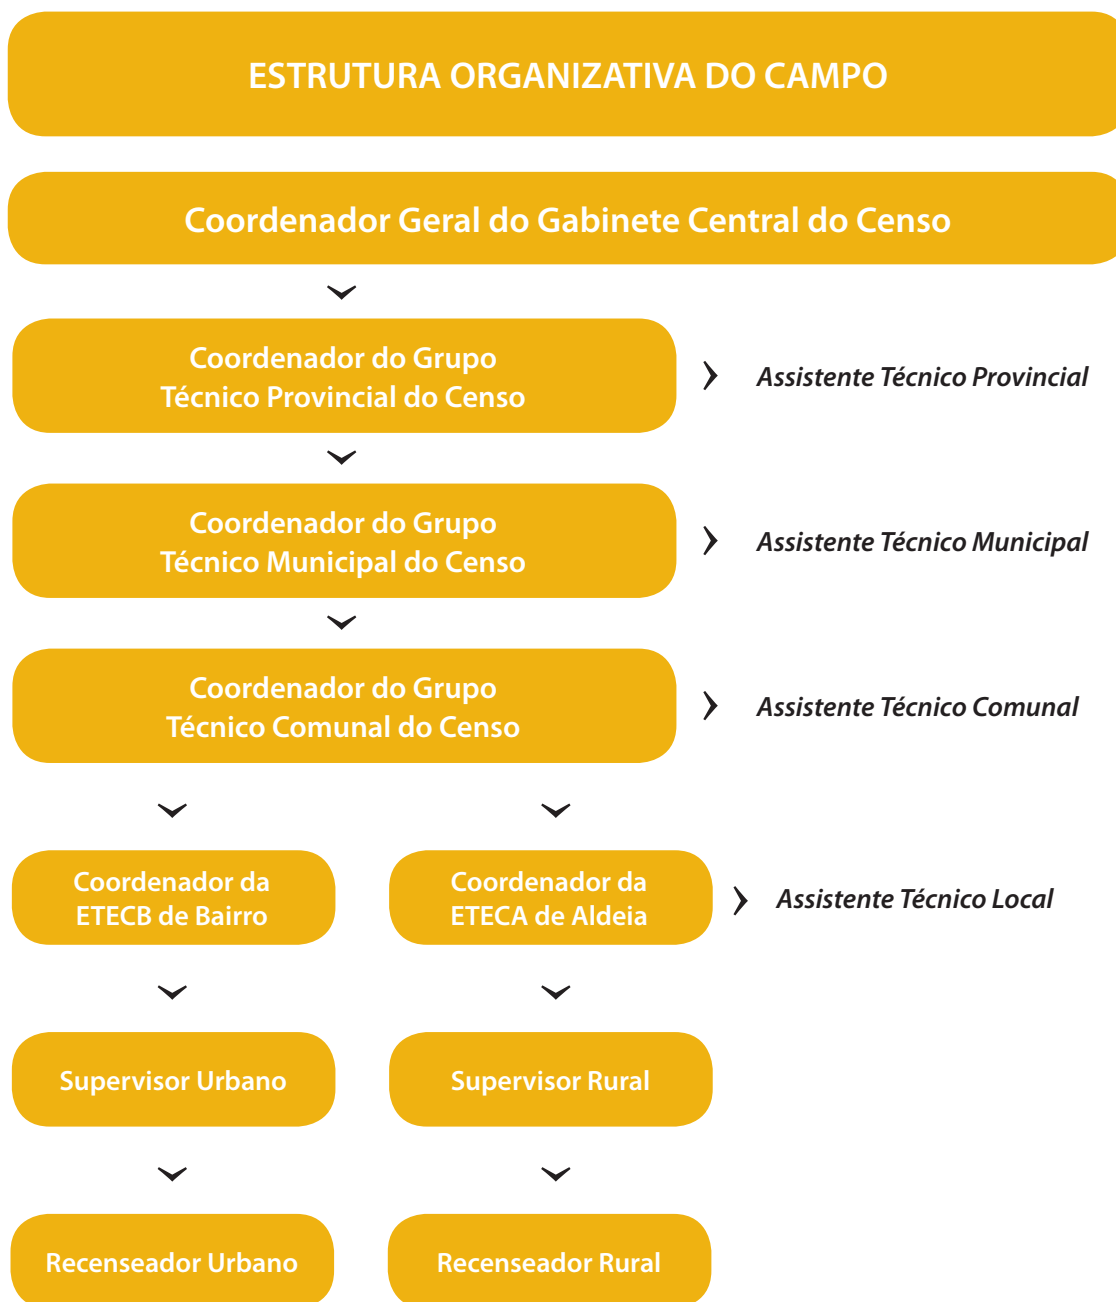 ESTRUTURA ORGANIZATIVA DO CAMPO
Coordenador Geral do Gabinete Central do Censo
Coordenador do Grupo
Técnico Provincial do Censo
Assistente Técnico Provincial
Coordenador do Grupo
Técnico Municipal do Censo
Assistente Técnico Municipal
Coordenador do Grupo
Técnico Comunal do Censo
Assistente Técnico Comunal
Coordenador da
ETECB de Bairro
Coordenador da
ETECA de Aldeia
Assistente Técnico Local
Supervisor Urbano
Supervisor Rural
Recenseador Urbano
Recenseador Rural